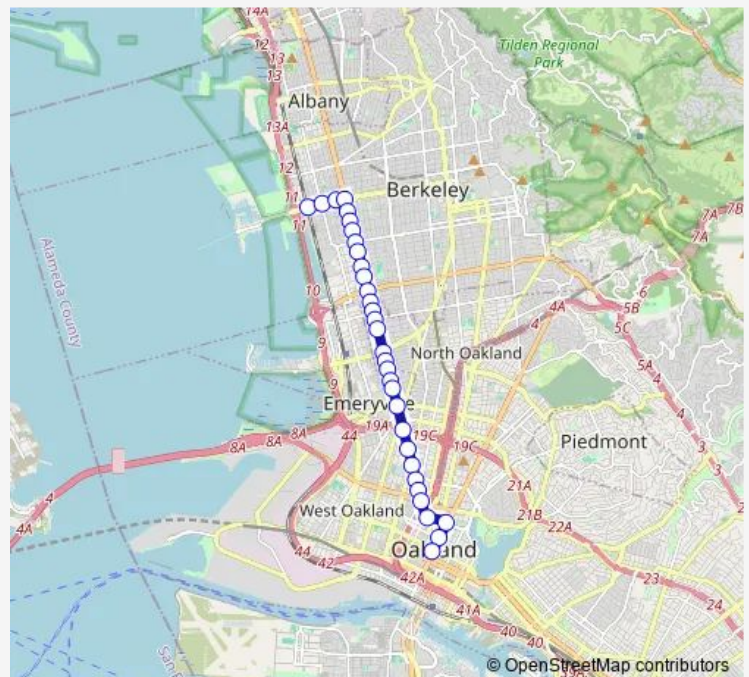 14A
12
13
13
Tilden Regional
Park
Albany
13A
12
11
11
Berkeley
7B
7A
7A
Alameda County
10
6
4A
5B
5C
4
9
North Oakland
5A
4
9
4
Emeryville
19A
44
8A
8A
8A
19C
19C
Piedmont
3
3
4
21A
4A
West Oakland
21B
22A
44
42
Oakland
42A
23
24
41A
40
40
© OpenStreetMap contributors